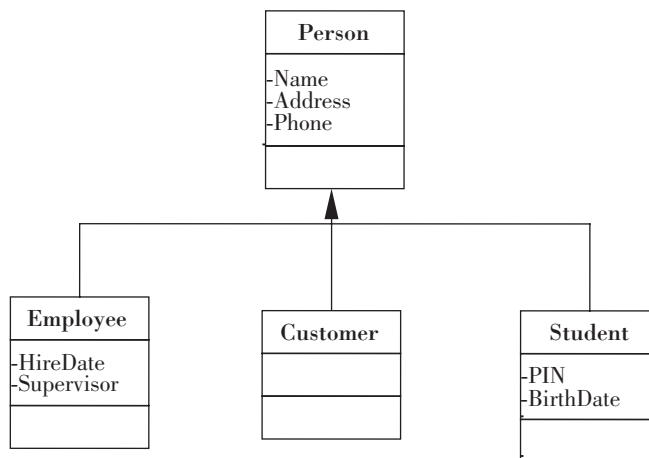 Person
-Name
-Address
-Phone
Employee
-HireDate
-Supervisor
Customer
Student
-PIN
-BirthDate